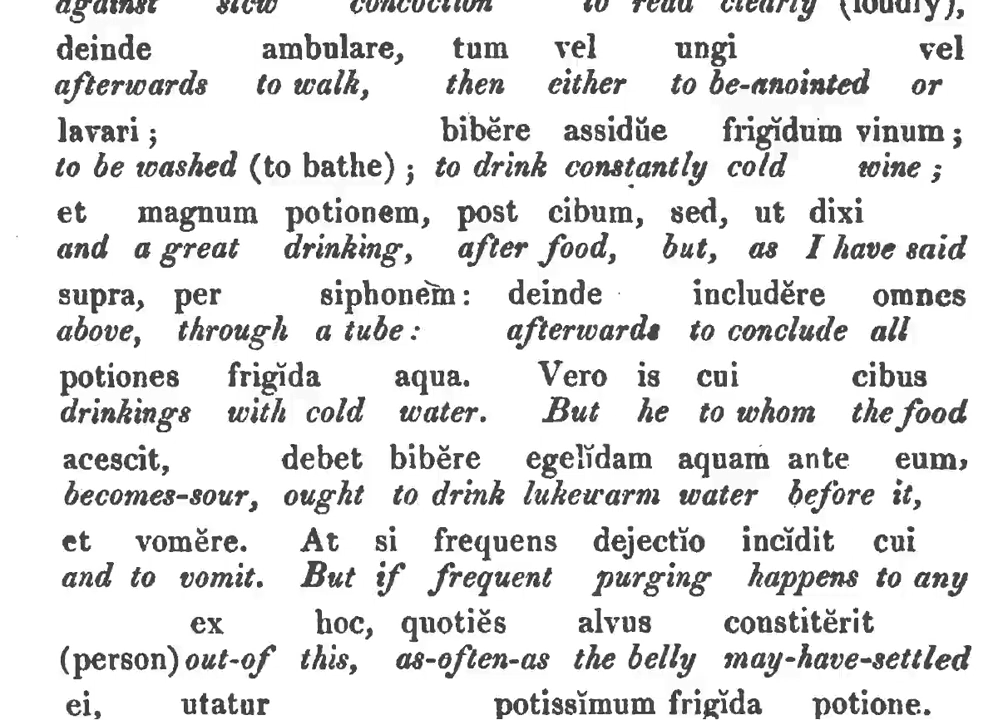 against slow concoction to read clearly (loudly),
deinde ambulare, tum vel ungi vel
afterwards to walk, then either to be-anointed or
lavari ; bibĕre assidŭe frigĭdum vinum ;
to be washed (to bathe) ; to drink constantly cold wine ;
et magnum potionem, post cibum, sed, ut dixi
and a great drinking, after food, but, as I have said
supra, per siphonem : deinde includĕre omnes
above, through a tube : afterwards to conclude all
potiones frigĭda aqua. Vero is cui cibus
drinkings with cold water. But he to whom the food
acescit, debet bibĕre egelĭdam aquam ante eum,
becomes-sour, ought to drink lukewarm water before it,
et vomĕre. At si frequens dejectĭo incĭdit cui
and to vomit. But if frequent purging happens to any
ex hoc, quotiĕs alvus constitĕrit
(person) out-of this, as-often-as the belly may-have-settled
ei, utatur potissĭmum frigĭda potione.